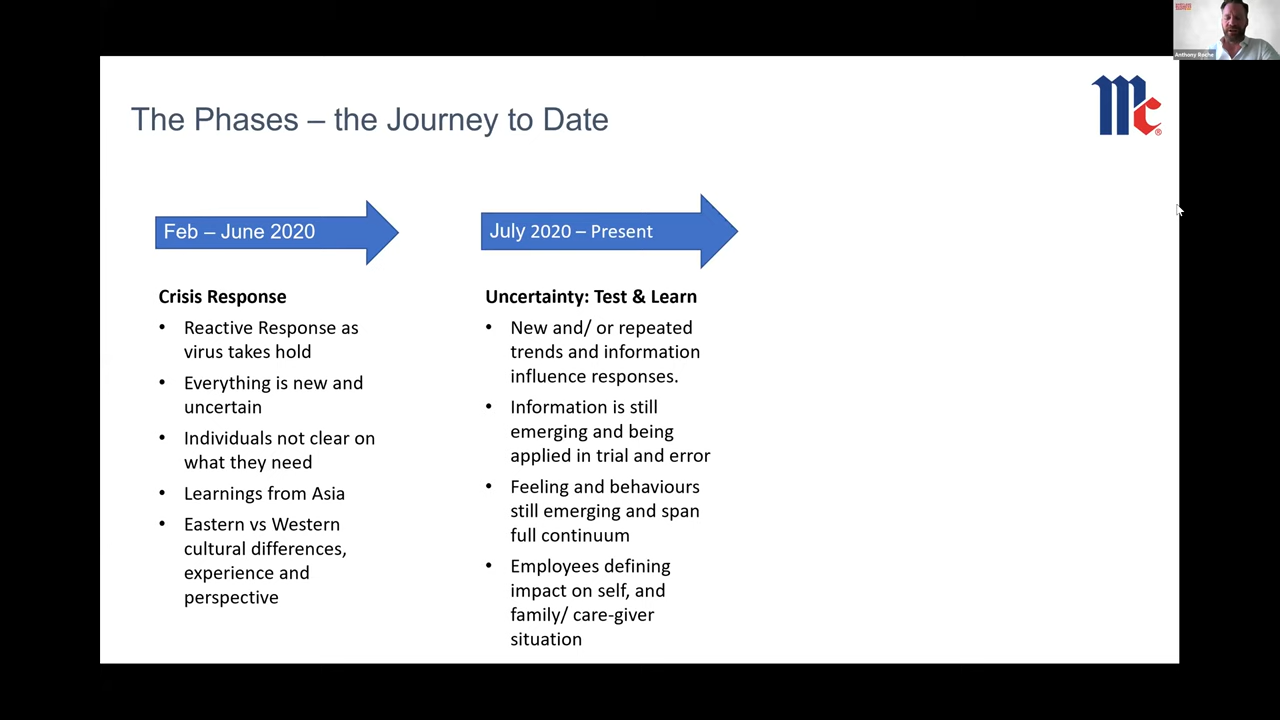 The Phases – the Journey to Date
Mc
®
Anthony Roche
Feb – June 2020
Crisis Response
• Reactive Response as
virus takes hold
• Everything is new and
uncertain
• Individuals not clear on
what they need
• Learnings from Asia
• Eastern vs Western
cultural differences,
experience and
perspective
July 2020 – Present
Uncertainty: Test & Learn
• New and/ or repeated
trends and information
influence responses.
• Information is still
emerging and being
applied in trial and error
• Feeling and behaviours
still emerging and span
full continuum
• Employees defining
impact on self, and
family/ care-giver
situation